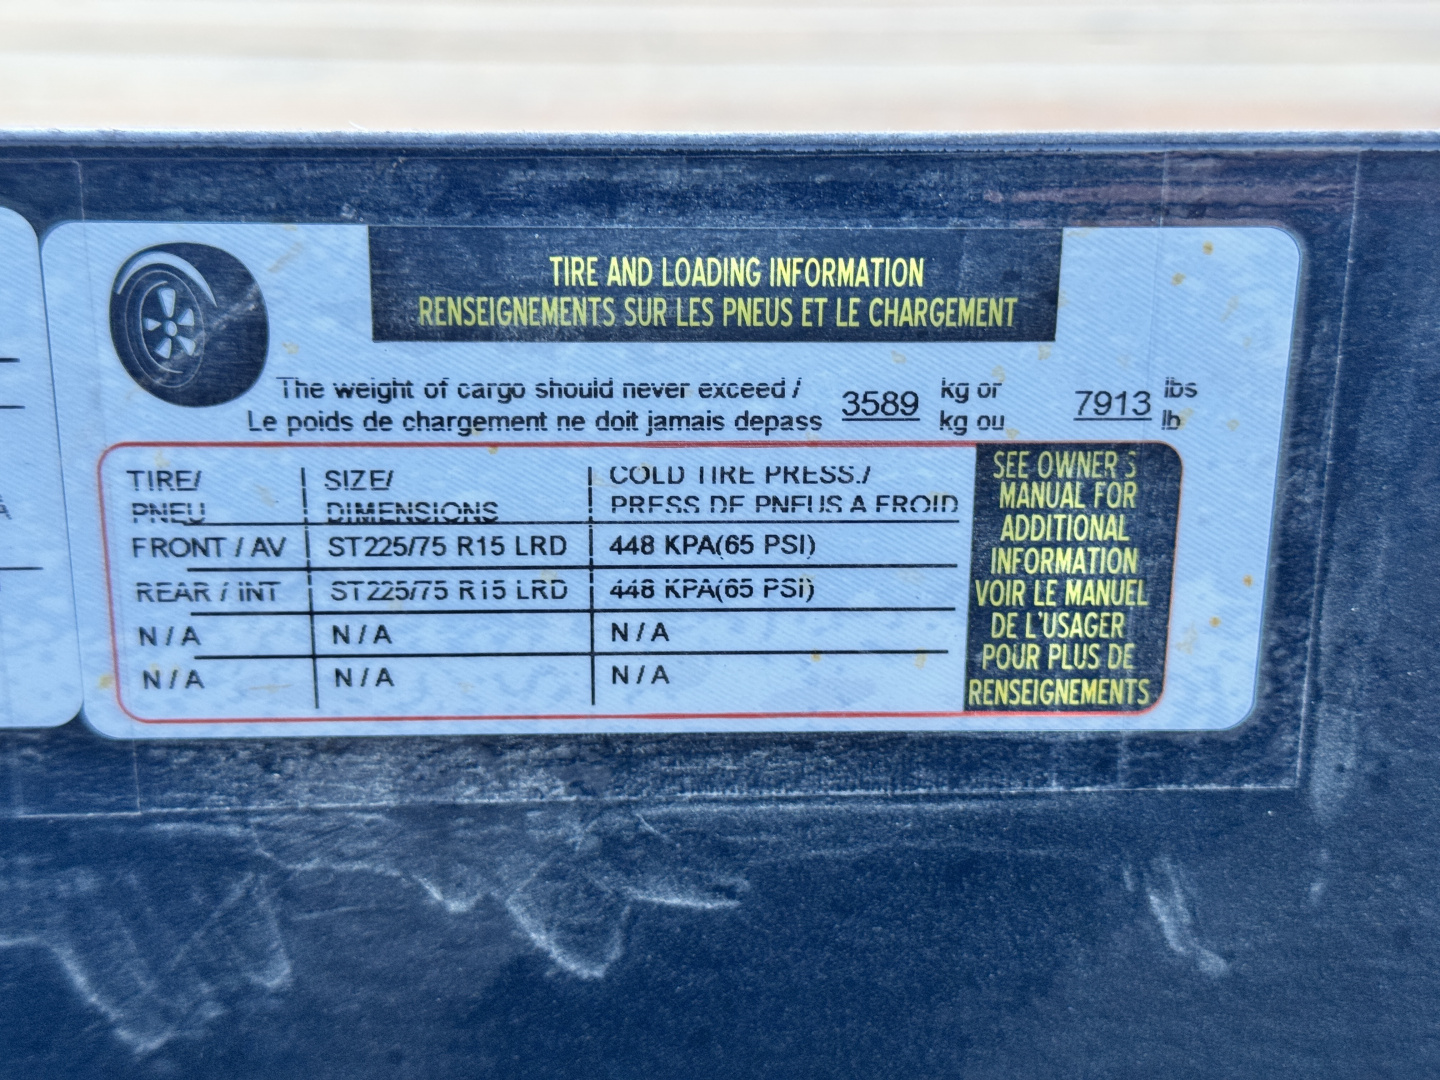 TIRE AND LOADING INFORMATION
RENSEIGNEMENTS SUR LES PNEUS ET LE CHARGEMENT
The weight of cargo should never exceed / 3589 kg or 7913 lbs
Le poids de chargement ne doit jamais depass kg ou lb
TIRE/ SIZE/ COLD TIRE PRESS./
PNEU DIMENSIONS PRESS DE PNEUS A FROID
FRONT / AV ST225/75 R15 LRD 448 KPA(65 PSI)
REAR / INT ST225/75 R15 LRD 448 KPA(65 PSI)
N / A N / A N / A
N / A N / A N / A
SEE OWNER'S
MANUAL FOR
ADDITIONAL
INFORMATION
VOIR LE MANUEL
DE L'USAGER
POUR PLUS DE
RENSEIGNEMENTS